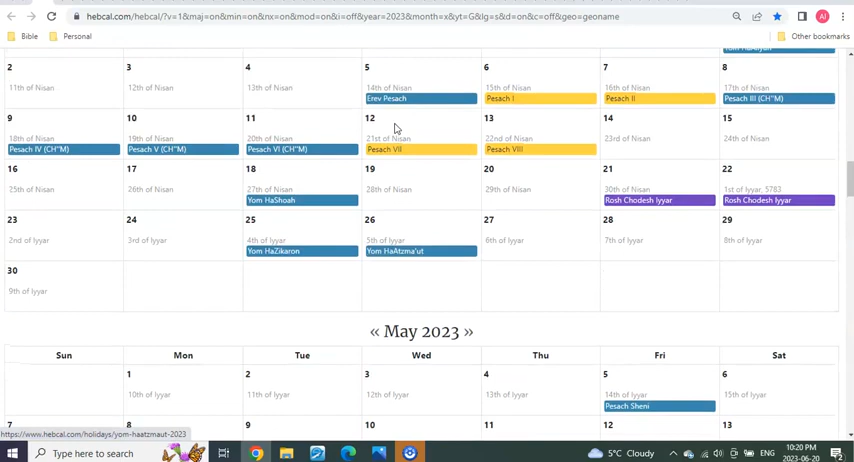 hebcal.com/hebcal/?v=1&maj=on&min=on&nx=on&mod=on&i=off&year=2023&month=x&yt=G&lg=s&d=on&c=off&geo=geoname
AI
Bible Personal Other bookmarks
2 3 4 5 6 7 8
11th of Nisan 12th of Nisan 13th of Nisan 14th of Nisan 15th of Nisan 16th of Nisan 17th of Nisan
Erev Pesach Pesach I Pesach II Pesach III (CH"M)
9 10 11 12 13 14 15
18th of Nisan 19th of Nisan 20th of Nisan 21st of Nisan 22nd of Nisan 23rd of Nisan 24th of Nisan
Pesach IV (CH"M) Pesach V (CH"M) Pesach VI (CH"M) Pesach VII Pesach VIII
16 17 18 19 20 21 22
25th of Nisan 26th of Nisan 27th of Nisan 28th of Nisan 29th of Nisan 30th of Nisan 1st of Iyyar, 5783
Yom HaShoah Rosh Chodesh Iyyar Rosh Chodesh Iyyar
23 24 25 26 27 28 29
2nd of Iyyar 3rd of Iyyar 4th of Iyyar 5th of Iyyar 6th of Iyyar 7th of Iyyar 8th of Iyyar
Yom HaZikaron Yom HaAtzma'ut
30
9th of Iyyar
« May 2023 »
Sun Mon Tue Wed Thu Fri Sat
1 2 3 4 5 6
10th of Iyyar 11th of Iyyar 12th of Iyyar 13th of Iyyar 14th of Iyyar 15th of Iyyar
Pesach Sheni
7 8 9 10 11 12 13
https://www.hebcal.com/holidays/yom-haatzmaut-2023
Type here to search
5°C Cloudy
ENG
10:20 PM
2023-06-20
2